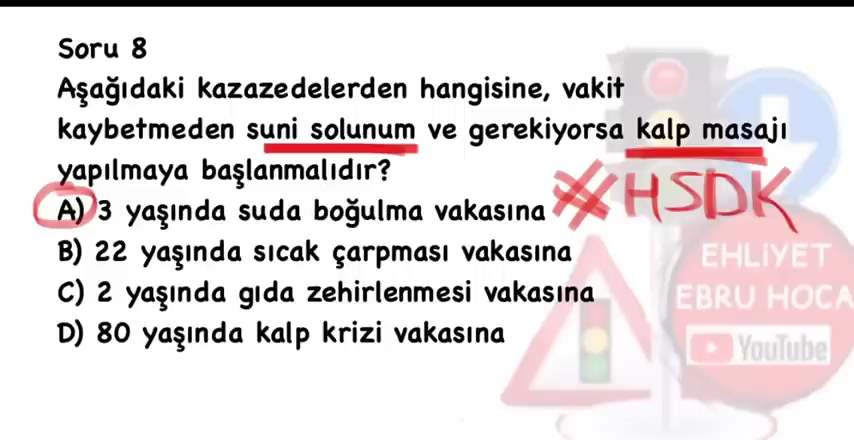 Soru 8
Aşağıdaki kazazedelerden hangisine, vakit
kaybetmeden suni solunum ve gerekiyorsa kalp masajı
yapılmaya başlanmalıdır?
A) 3 yaşında suda boğulma vakasına #HSDK
B) 22 yaşında sıcak çarpması vakasına
C) 2 yaşında gıda zehirlenmesi vakasına
D) 80 yaşında kalp krizi vakasına
EHLİYET
EBRU HOCA
YouTube